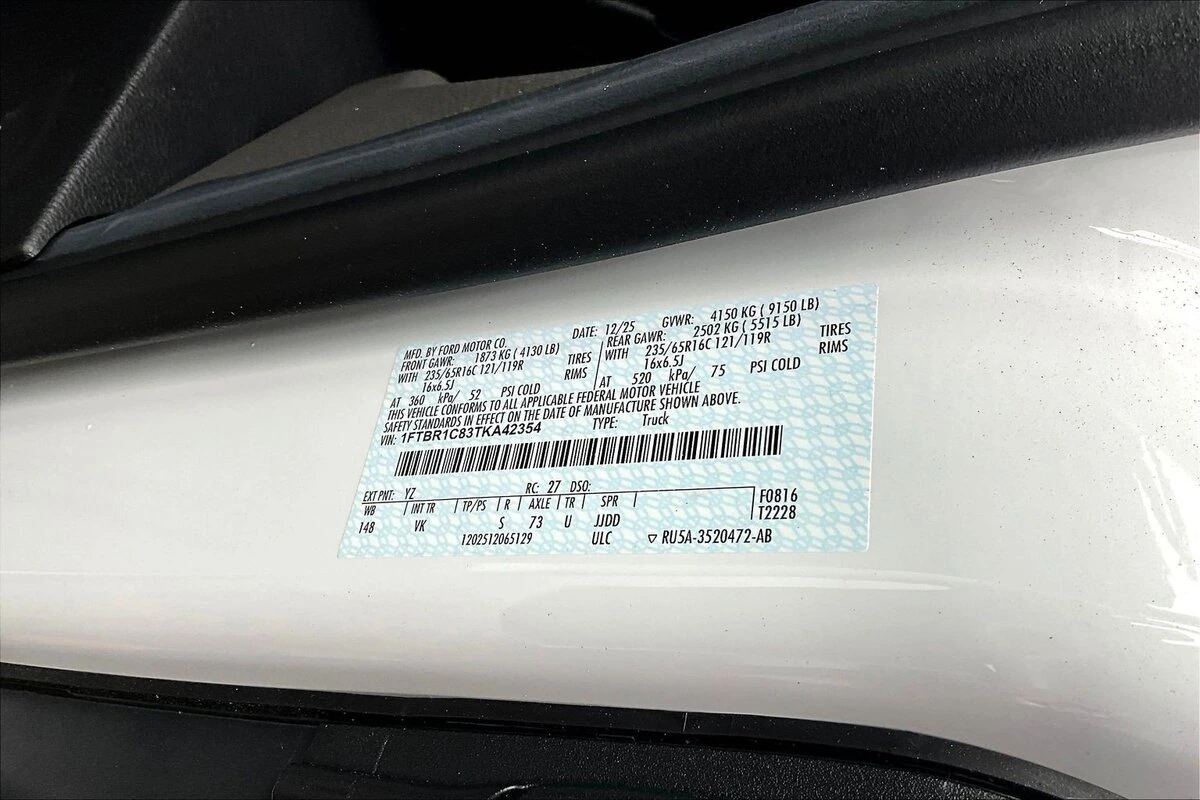 MFD. BY FORD MOTOR CO.
DATE: 12/25 GVWR: 4150 KG ( 9150 LB)
FRONT GAWR: 1873 KG ( 4130 LB) REAR GAWR: 2502 KG ( 5515 LB)
WITH 235/65R16C 121/119R TIRES WITH 235/65R16C 121/119R TIRES
16x6.5J RIMS 16x6.5J RIMS
AT 360 kPa/ 52 PSI COLD AT 520 kPa/ 75 PSI COLD
THIS VEHICLE CONFORMS TO ALL APPLICABLE FEDERAL MOTOR VEHICLE
SAFETY STANDARDS IN EFFECT ON THE DATE OF MANUFACTURE SHOWN ABOVE.
VIN: 1FTBR1C83TKA42354 TYPE: Truck
EXT PNT: YZ RC: 27 DSO:
WB INT TR TP/PS R AXLE TR SPR F0816
148 VK S 73 U JJDD T2228
1202512065129 ULC ▽ RU5A-3520472-AB